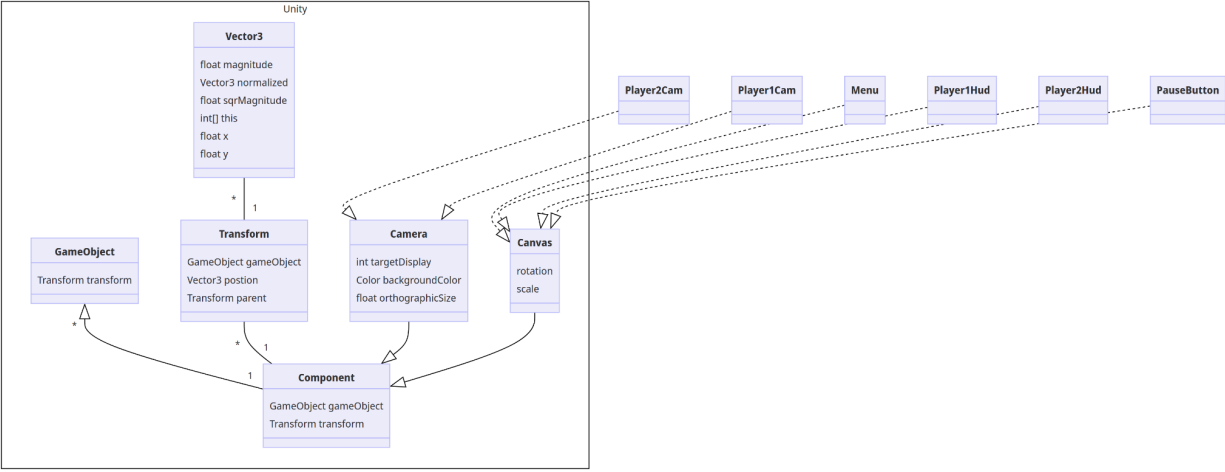 Unity
Vector3
float magnitude
Vector3 normalized
float sqrMagnitude
int[] this
float x
float y
Player2Cam
Player1Cam
Menu
Player1Hud
Player2Hud
PauseButton
*
1
GameObject
Transform transform
Transform
GameObject gameObject
Vector3 postion
Transform parent
Camera
int targetDisplay
Color backgroundColor
float orthographicSize
Canvas
rotation
scale
*
1
*
1
Component
GameObject gameObject
Transform transform